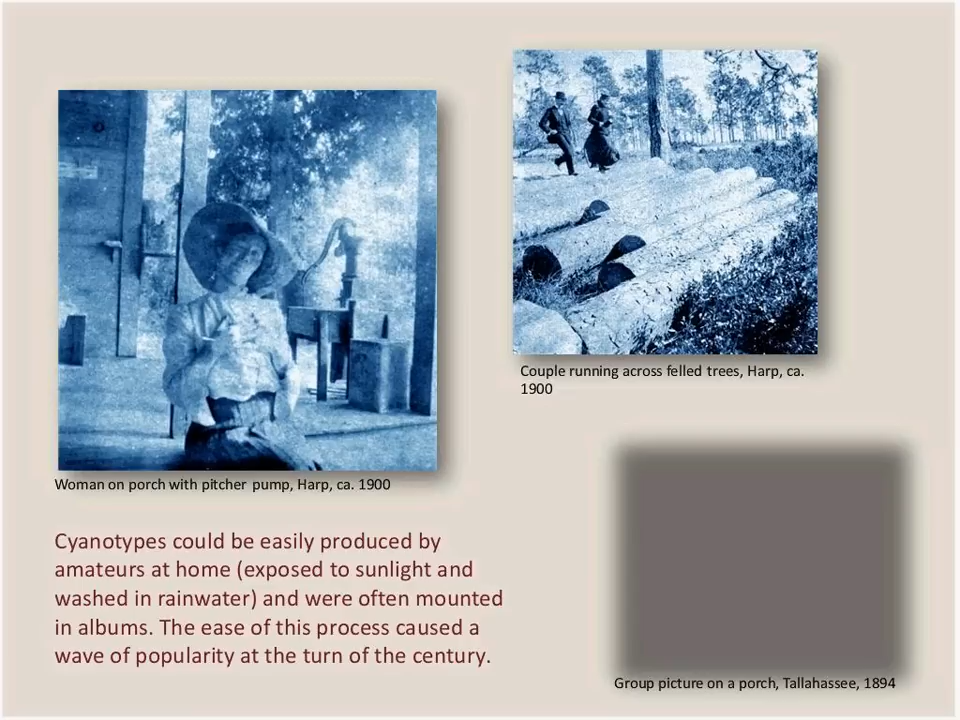 Couple running across felled trees, Harp, ca.
1900
Woman on porch with pitcher pump, Harp, ca. 1900
Cyanotypes could be easily produced by
amateurs at home (exposed to sunlight and
washed in rainwater) and were often mounted
in albums. The ease of this process caused a
wave of popularity at the turn of the century.
Group picture on a porch, Tallahassee, 1894